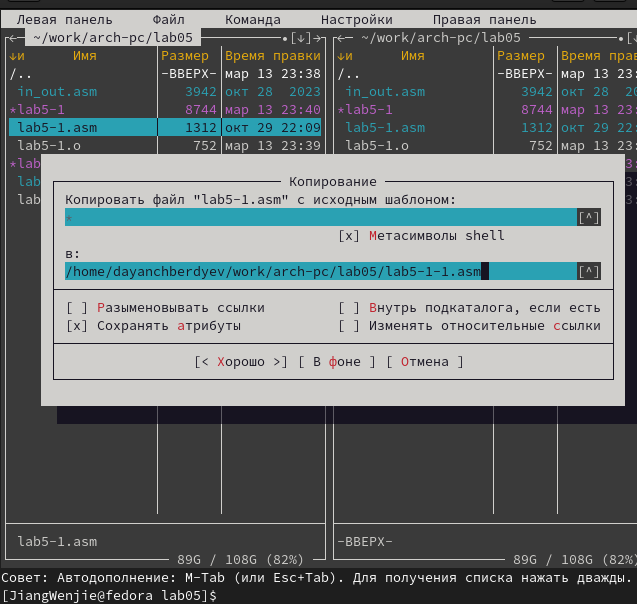 Левая панель Файл Команда Настройки Правая панель
~/work/arch-pc/lab05 [↓] ~/work/arch-pc/lab05 [↓
↓и Имя Размер Время правки ↓и Имя Размер Время правки
/.. -ВВЕРХ- мар 13 23:38 /.. -ВВЕРХ- мар 13 23:
in_out.asm 3942 окт 28 2023 in_out.asm 3942 окт 28 20
*lab5-1 8744 мар 13 23:40 *lab5-1 8744 мар 13 23:
lab5-1.asm 1312 окт 29 22:09 lab5-1.asm 1312 окт 29 22:
lab5-1.o 752 мар 13 23:39 lab5-1.o 752 мар 13 23:
*lab
lab
lab
Копирование
Копировать файл "lab5-1.asm" с исходным шаблоном:
* [^]
[x] Метасимволы shell
в:
/home/dayanchberdyev/work/arch-pc/lab05/lab5-1-1.asm [^]
[ ] Разыменовывать ссылки [ ] Внутрь подкаталога, если есть
[x] Сохранять атрибуты [ ] Изменять относительные ссылки
[< Хорошо >] [ В фоне ] [ Отмена ]
lab5-1.asm -ВВЕРХ-
89G / 108G (82%) 89G / 108G (82%)
Совет: Автодополнение: M-Tab (или Esc+Tab). Для получения списка нажать дважды.
[JiangWenjie@fedora lab05]$